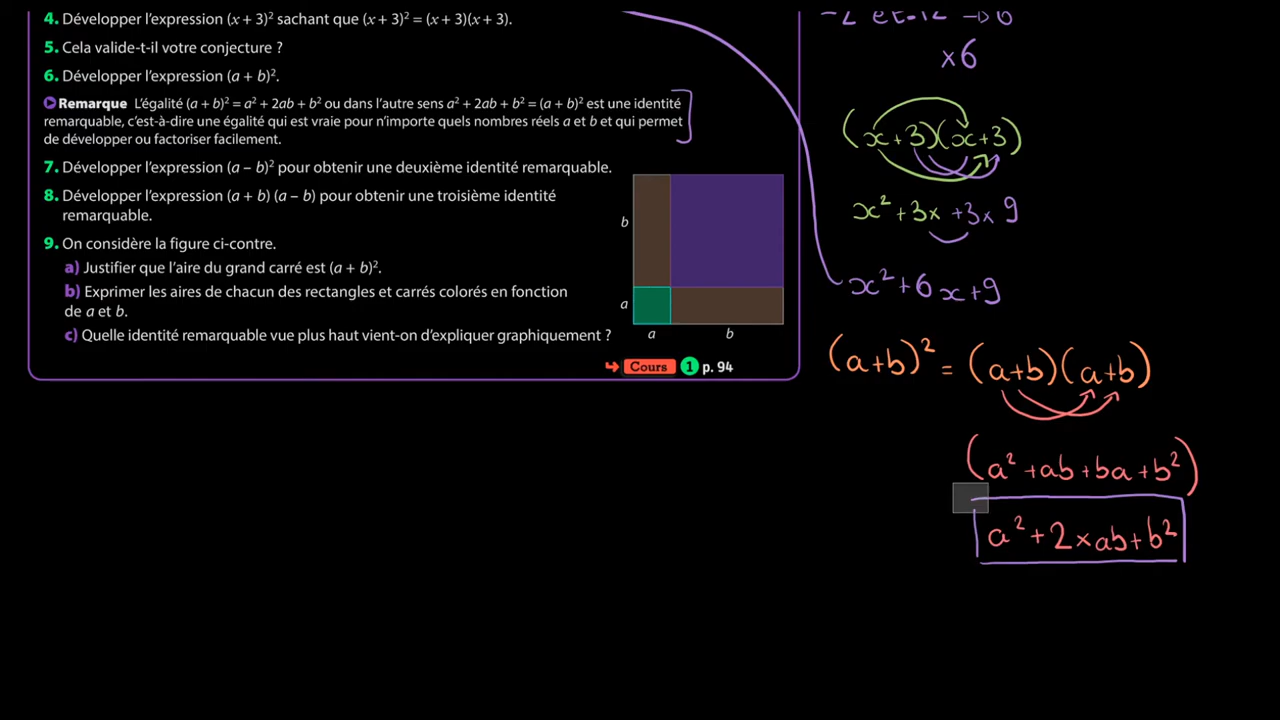 4. Développer l'expression (x + 3)² sachant que (x + 3)² = (x + 3)(x + 3).
5. Cela valide-t-il votre conjecture ?
6. Développer l'expression (a + b)².
Remarque L'égalité (a + b)² = a² + 2ab + b² ou dans l'autre sens a² + 2ab + b² = (a + b)² est une identité
remarquable, c'est-à-dire une égalité qui est vraie pour n'importe quels nombres réels a et b et qui permet
de développer ou factoriser facilement.
7. Développer l'expression (a – b)² pour obtenir une deuxième identité remarquable.
8. Développer l'expression (a + b) (a – b) pour obtenir une troisième identité
remarquable.
9. On considère la figure ci-contre.
a) Justifier que l'aire du grand carré est (a + b)².
b) Exprimer les aires de chacun des rectangles et carrés colorés en fonction
de a et b.
c) Quelle identité remarquable vue plus haut vient-on d'expliquer graphiquement ?
b
a
a
b
Cours 1 p. 94
×6
(x+3)(x+3)
x² +3x +3x 9
x²+6x+9
(a+b)² = (a+b)(a+b)
(a² +ab+ba+b²)
a² +2×ab+b²